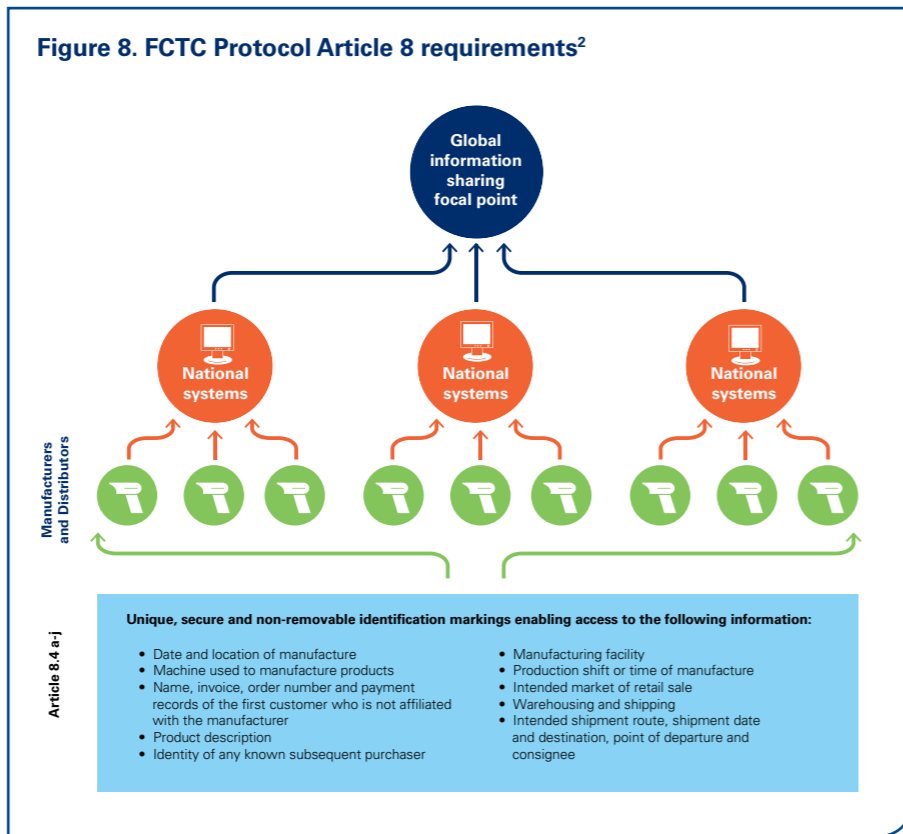 Figure 8. FCTC Protocol Article 8 requirements²
Global
information
sharing
focal point
National
systems
National
systems
National
systems
Manufacturers
and Distributors
Article 8.4 a-j
Unique, secure and non-removable identification markings enabling access to the following information:
• Date and location of manufacture
• Machine used to manufacture products
• Name, invoice, order number and payment
records of the first customer who is not affiliated
with the manufacturer
• Product description
• Identity of any known subsequent purchaser
• Manufacturing facility
• Production shift or time of manufacture
• Intended market of retail sale
• Warehousing and shipping
• Intended shipment route, shipment date
and destination, point of departure and
consignee